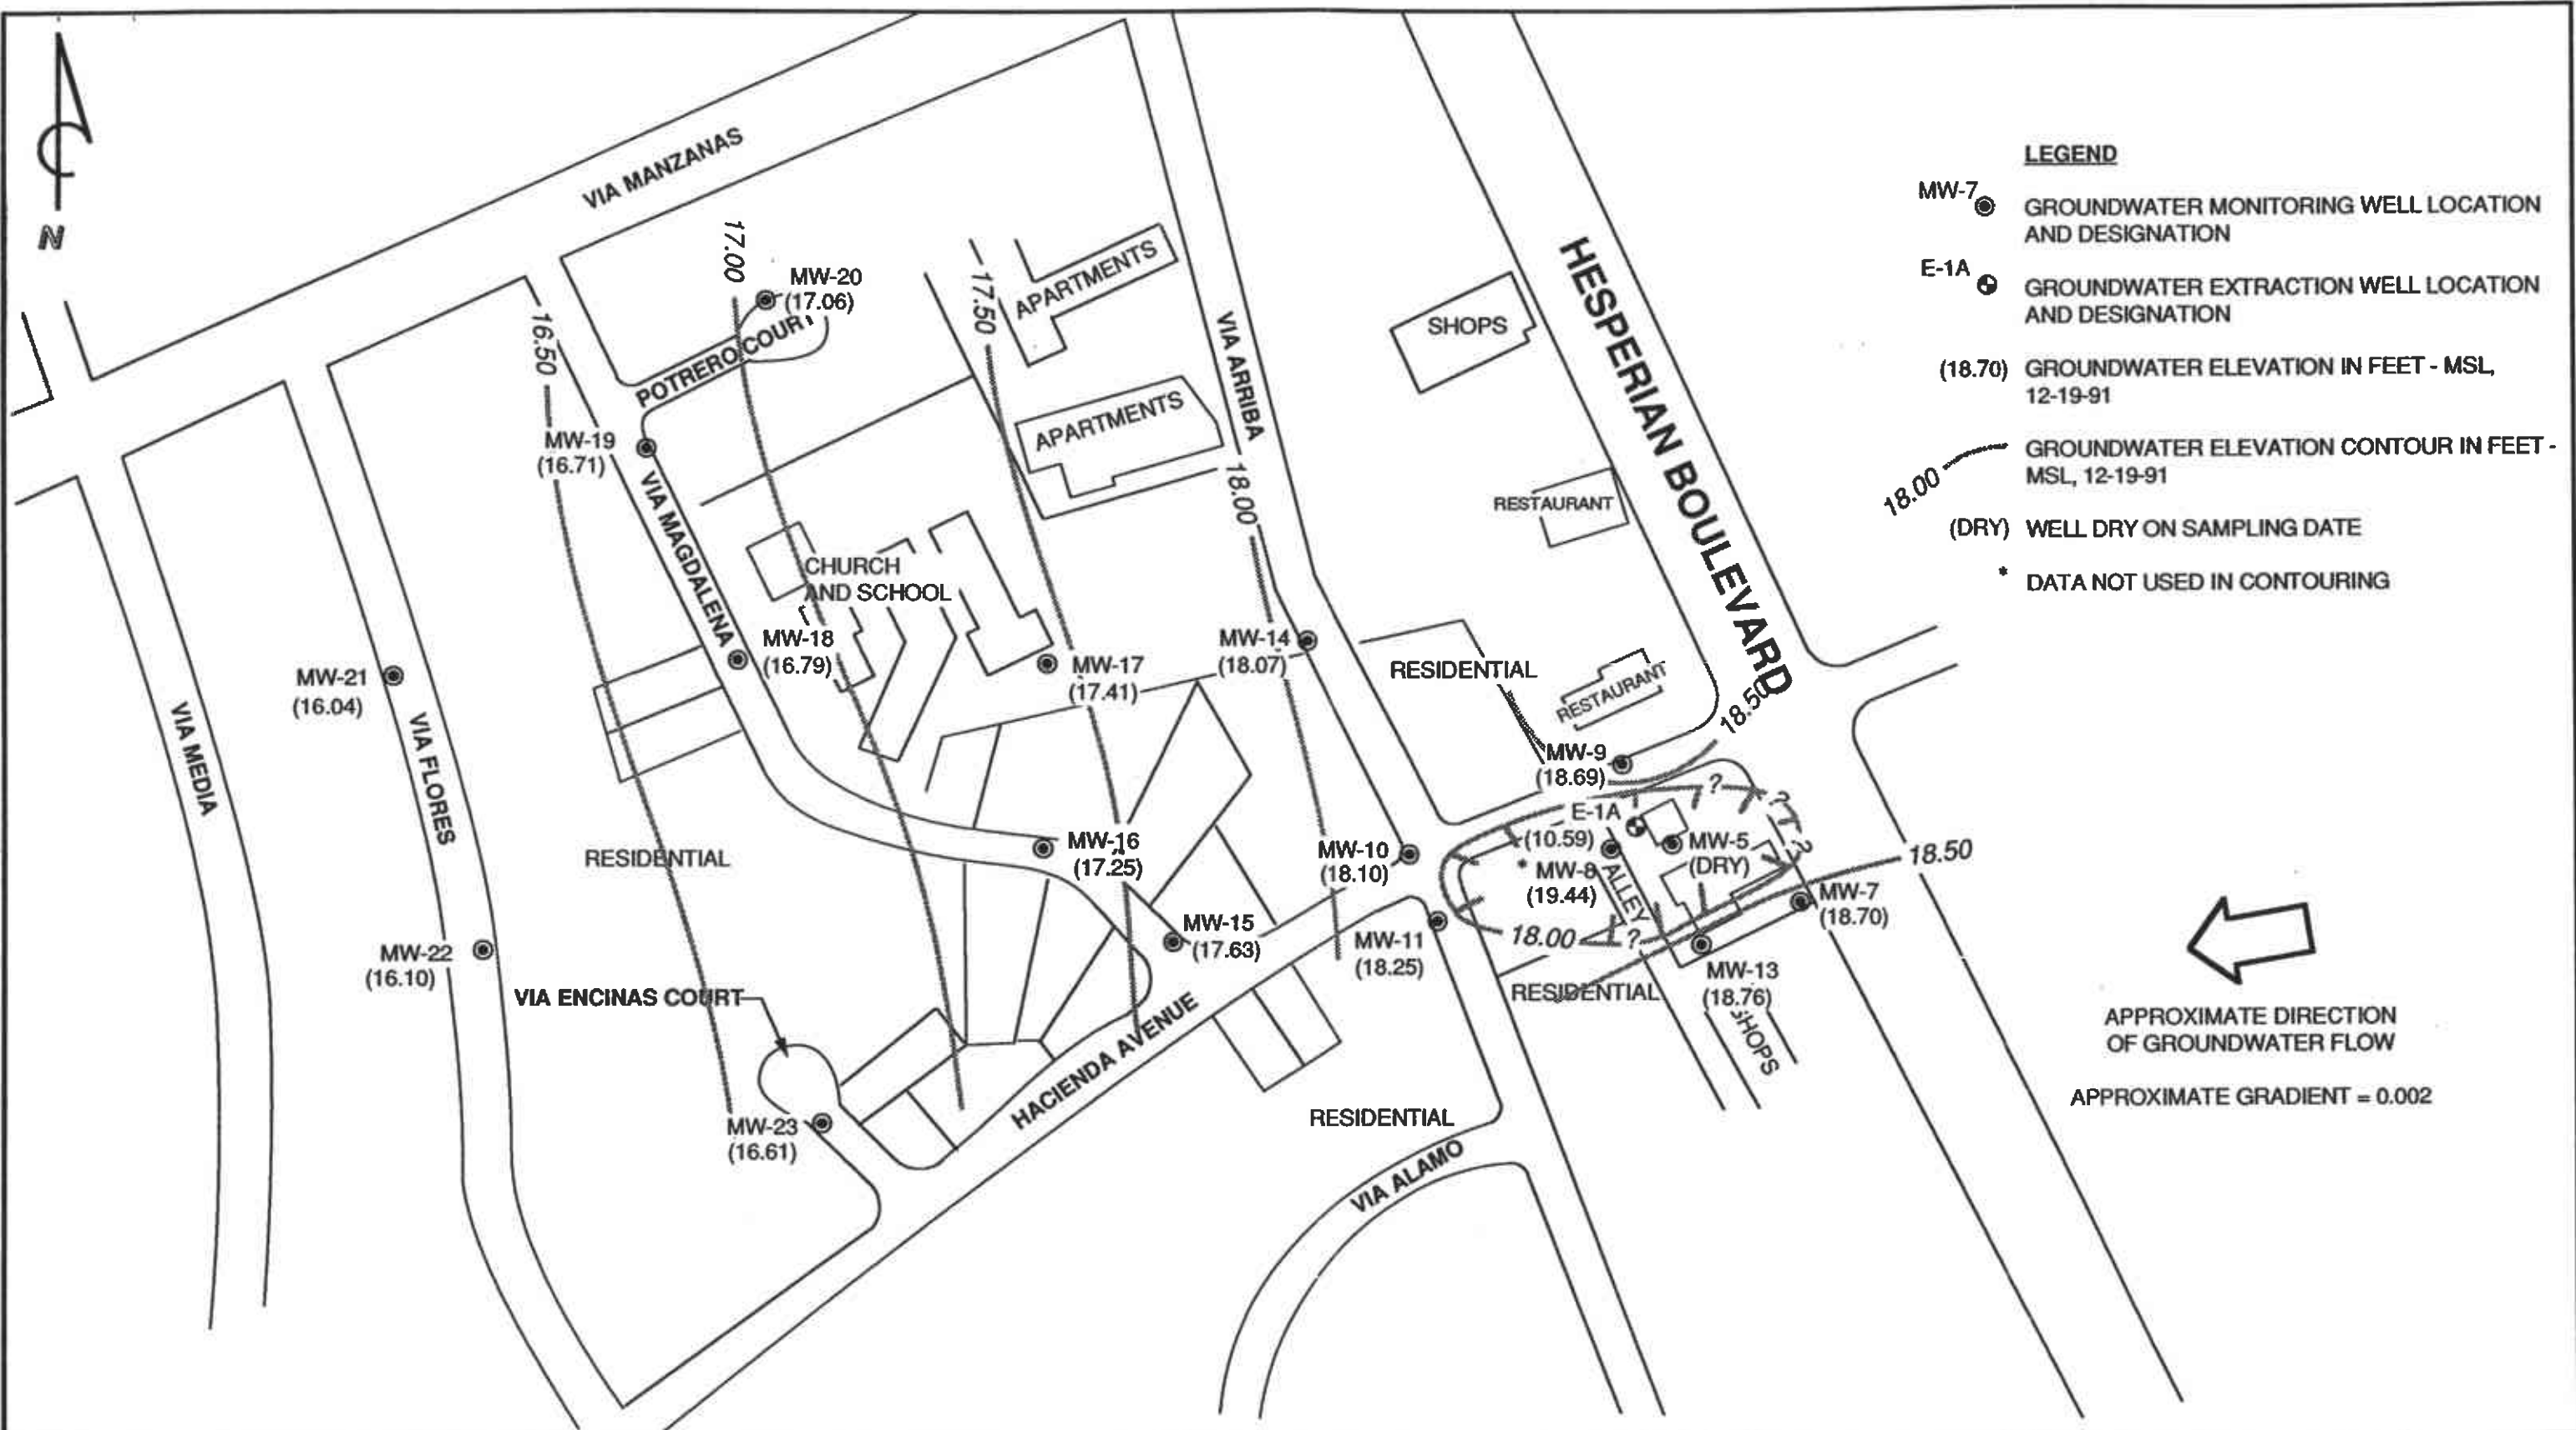 N
VIA MANZANAS
17.00
MW-20
(17.06)
POTRERO COURT
16.50
17.50
APARTMENTS
APARTMENTS
VIA ARRIBA
18.00
SHOPS
HESPERIAN BOULEVARD
RESTAURANT
MW-19
(16.71)
VIA MAGDALENA
CHURCH
AND SCHOOL
MW-18
(16.79)
MW-17
(17.41)
MW-14
(18.07)
RESIDENTIAL
RESTAURANT
18.50
MW-21
(16.04)
VIA MEDIA
VIA FLORES
MW-9
(18.69)
?
?
?
E-1A
(10.59)
MW-5
(DRY)
* MW-8
(19.44)
ALLEY
18.50
MW-7
(18.70)
RESIDENTIAL
MW-16
(17.25)
MW-10
(18.10)
MW-15
(17.63)
MW-11
(18.25)
18.00
?
MW-13
(18.76)
SHOPS
RESIDENTIAL
MW-22
(16.10)
VIA ENCINAS COURT
HACIENDA AVENUE
MW-23
(16.61)
RESIDENTIAL
VIA ALAMO
LEGEND
MW-7
GROUNDWATER MONITORING WELL LOCATION
AND DESIGNATION
E-1A
GROUNDWATER EXTRACTION WELL LOCATION
AND DESIGNATION
(18.70) GROUNDWATER ELEVATION IN FEET - MSL,
12-19-91
18.00
GROUNDWATER ELEVATION CONTOUR IN FEET -
MSL, 12-19-91
(DRY) WELL DRY ON SAMPLING DATE
* DATA NOT USED IN CONTOURING
APPROXIMATE DIRECTION
OF GROUNDWATER FLOW
APPROXIMATE GRADIENT = 0.002